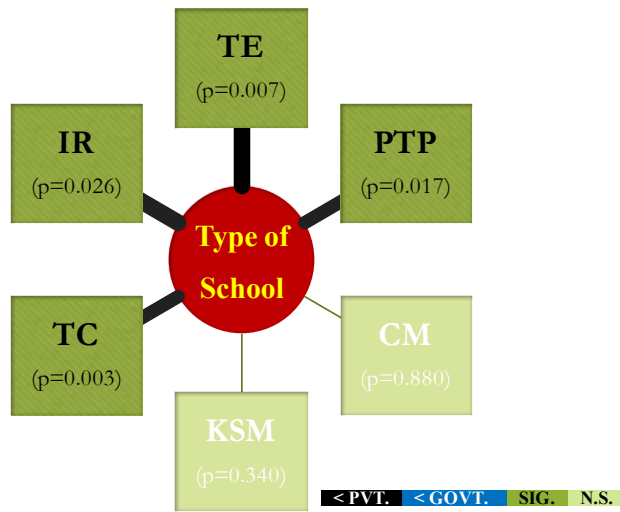 TE
(p=0.007)
IR
(p=0.026)
PTP
(p=0.017)
Type of
School
TC
(p=0.003)
CM
(p=0.880)
KSM
(p=0.340)
< PVT. < GOVT. SIG. N.S.